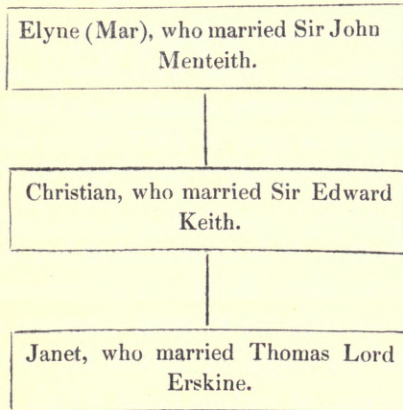 Elyne (Mar), who married Sir John
Menteith.
Christian, who married Sir Edward
Keith.
Janet, who married Thomas Lord
Erskine.